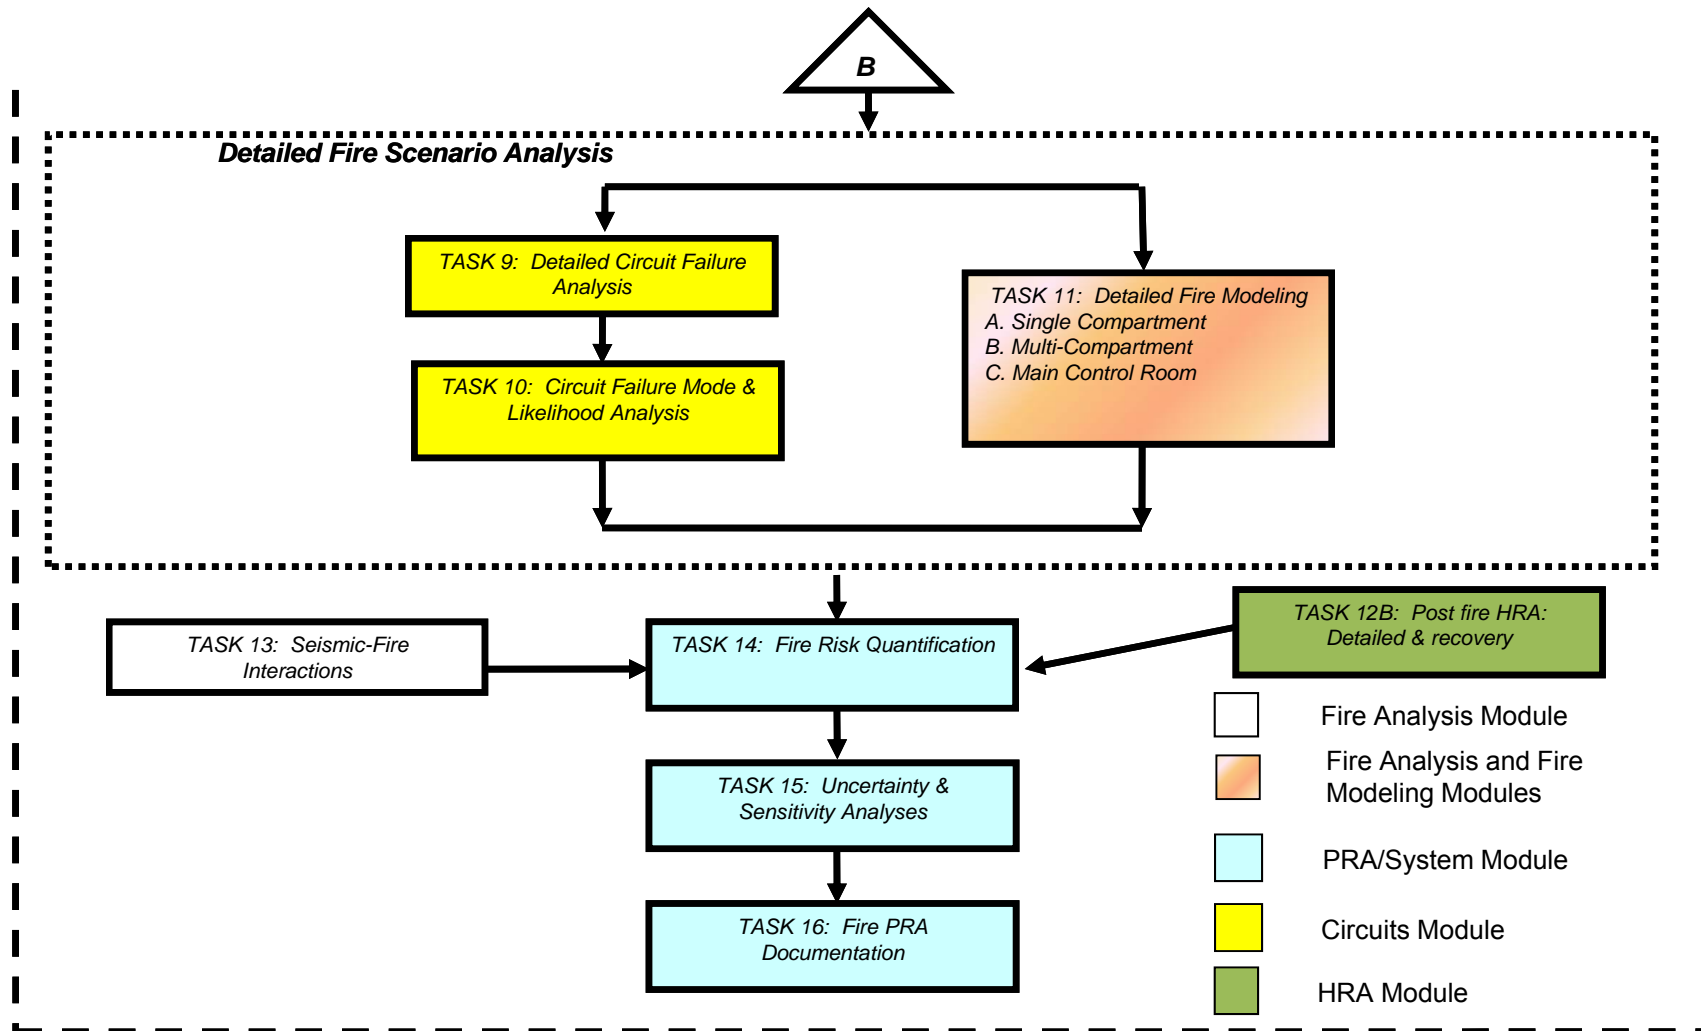 B
Detailed Fire Scenario Analysis
TASK 9: Detailed Circuit Failure
Analysis
TASK 10: Circuit Failure Mode &
Likelihood Analysis
TASK 11: Detailed Fire Modeling
A. Single Compartment
B. Multi-Compartment
C. Main Control Room
TASK 13: Seismic-Fire
Interactions
TASK 14: Fire Risk Quantification
TASK 12B: Post fire HRA:
Detailed & recovery
TASK 15: Uncertainty &
Sensitivity Analyses
TASK 16: Fire PRA
Documentation
Fire Analysis Module
Fire Analysis and Fire
Modeling Modules
PRA/System Module
Circuits Module
HRA Module